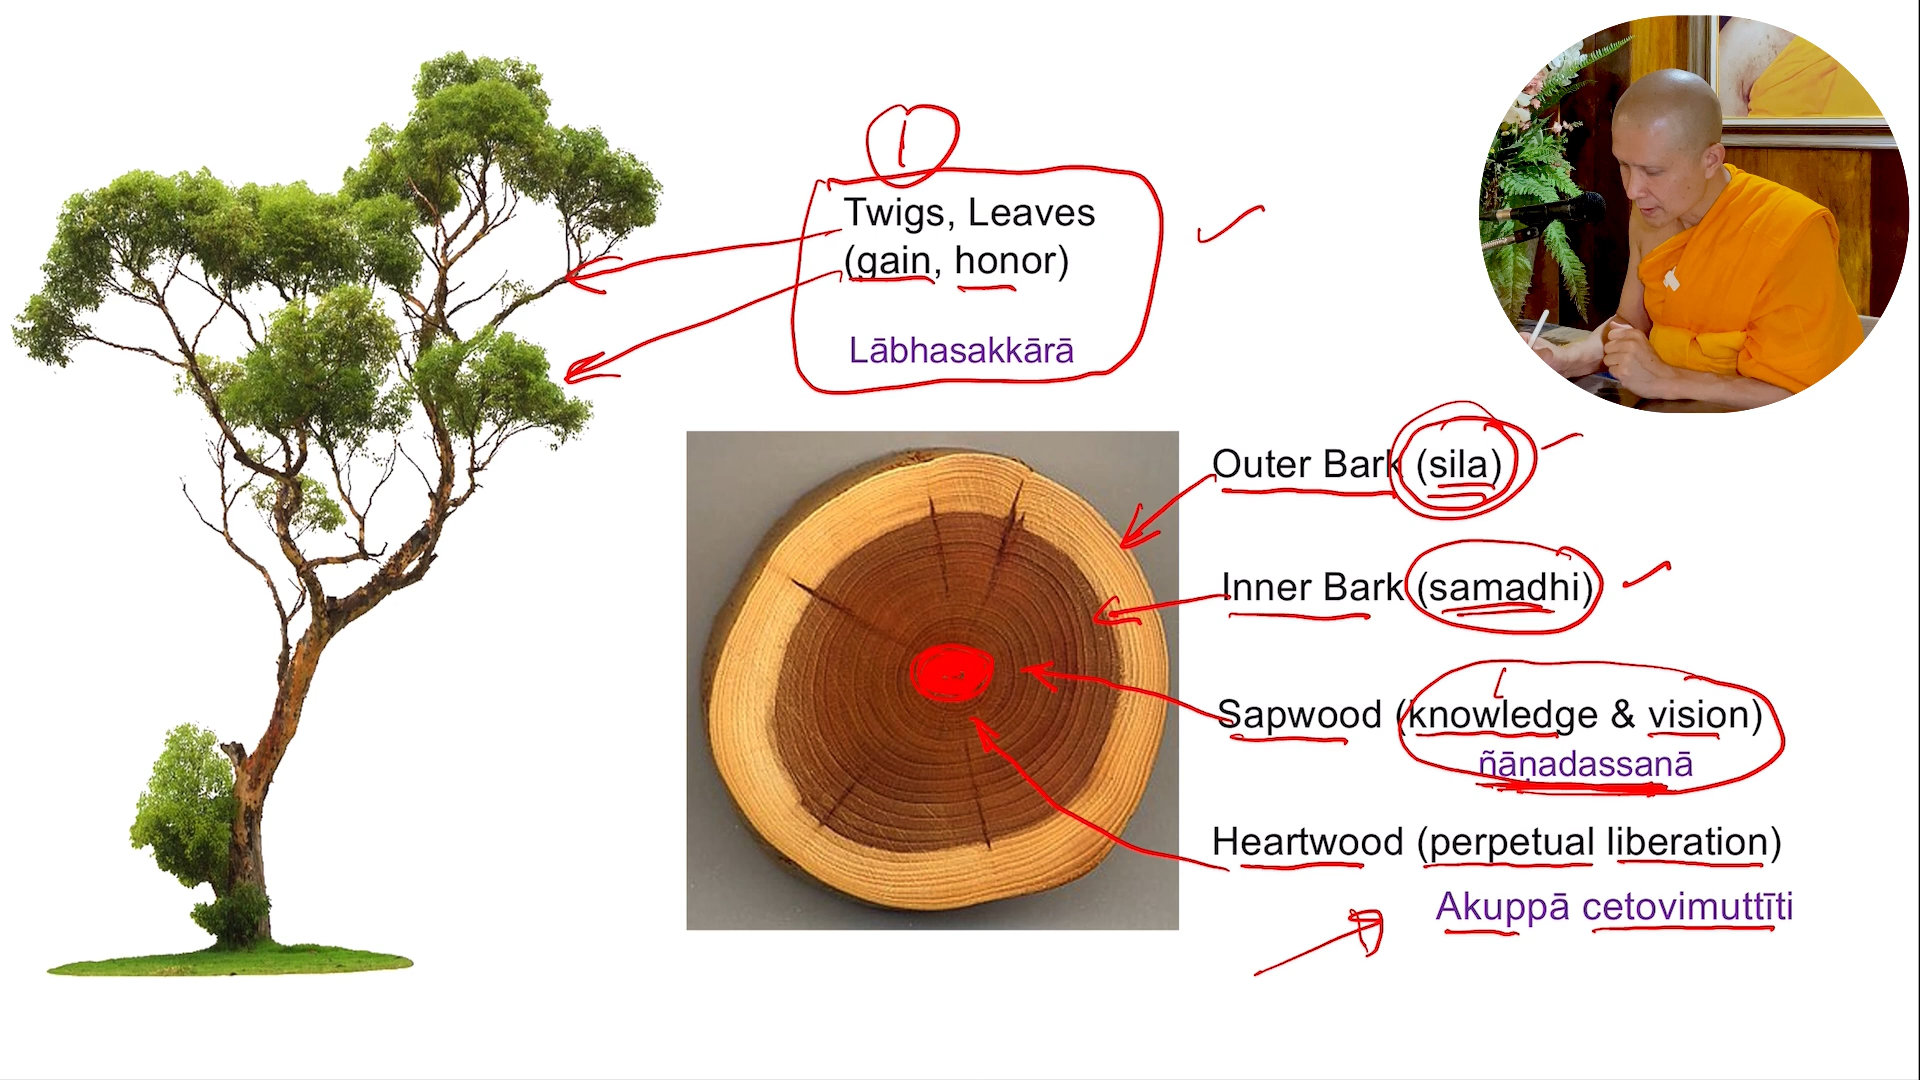 1
Twigs, Leaves
(gain, honor)
Lābhasakkārā
Outer Bark (sila)
Inner Bark (samadhi)
Sapwood (knowledge & vision)
ñāṇadassanā
Heartwood (perpetual liberation)
Akuppā cetovimuttīti